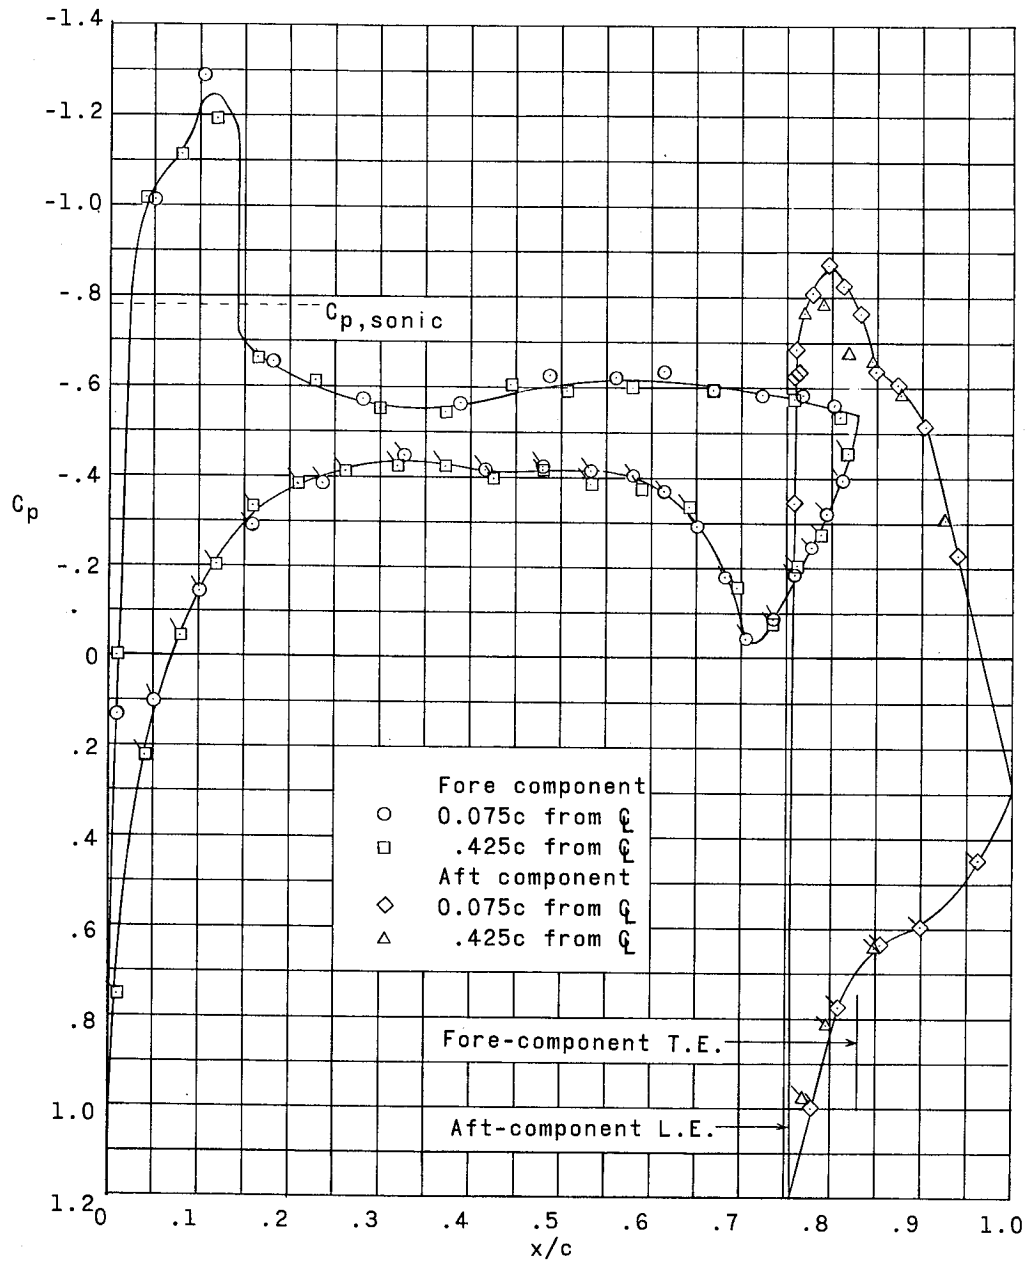 -1.4
-1.2
-1.0
-.8
Cp,sonic
-.6
-.4
Cp
-.2
0
.2
Fore component
0.075c from ℄
.425c from ℄
Aft component
0.075c from ℄
.425c from ℄
.4
.6
.8
Fore-component T.E.
1.0
Aft-component L.E.
1.2
0 .1 .2 .3 .4 .5 .6 .7 .8 .9 1.0
x/c